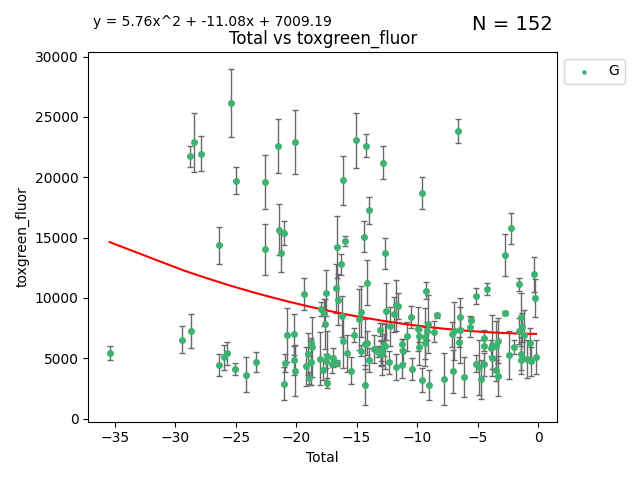 y = 5.76x^2 + -11.08x + 7009.19
N = 152
Total vs toxgreen_fluor
G
30000
25000
20000
15000
10000
5000
0
toxgreen_fluor
−35 −30 −25 −20 −15 −10 −5 0
Total